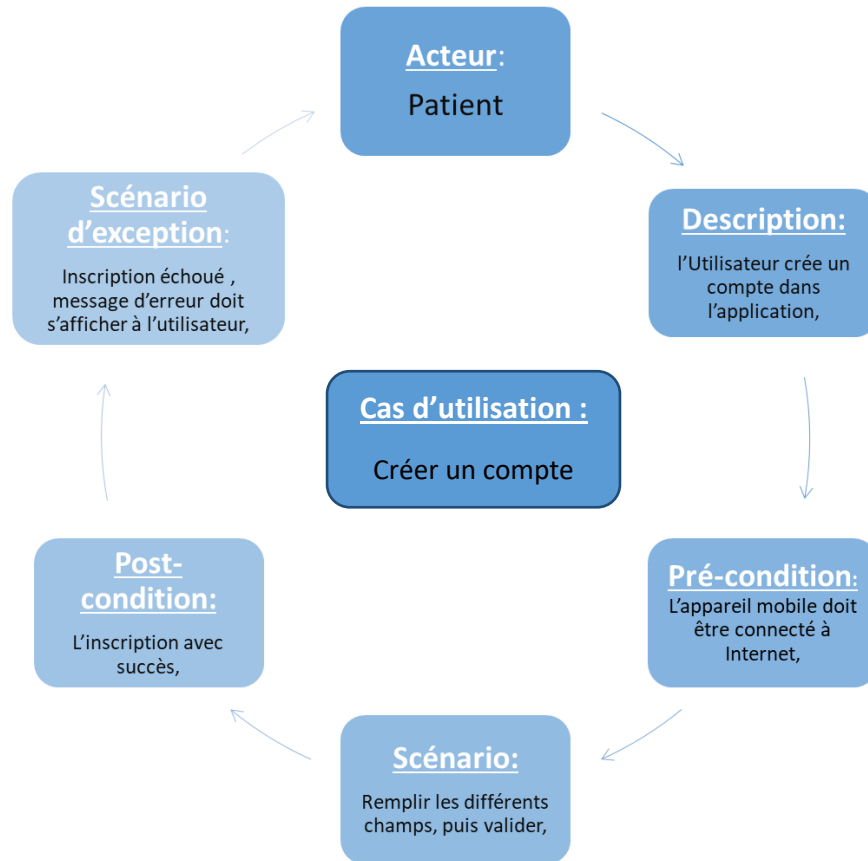 Acteur:
Patient
Description:
l'Utilisateur crée un
compte dans
l'application,
Pré-condition:
L'appareil mobile doit
être connecté à
Internet,
Scénario:
Remplir les différents
champs, puis valider,
Post-
condition:
L'inscription avec
succès,
Scénario
d'exception:
Inscription échoué ,
message d'erreur doit
s'afficher à l'utilisateur,
Cas d'utilisation :
Créer un compte